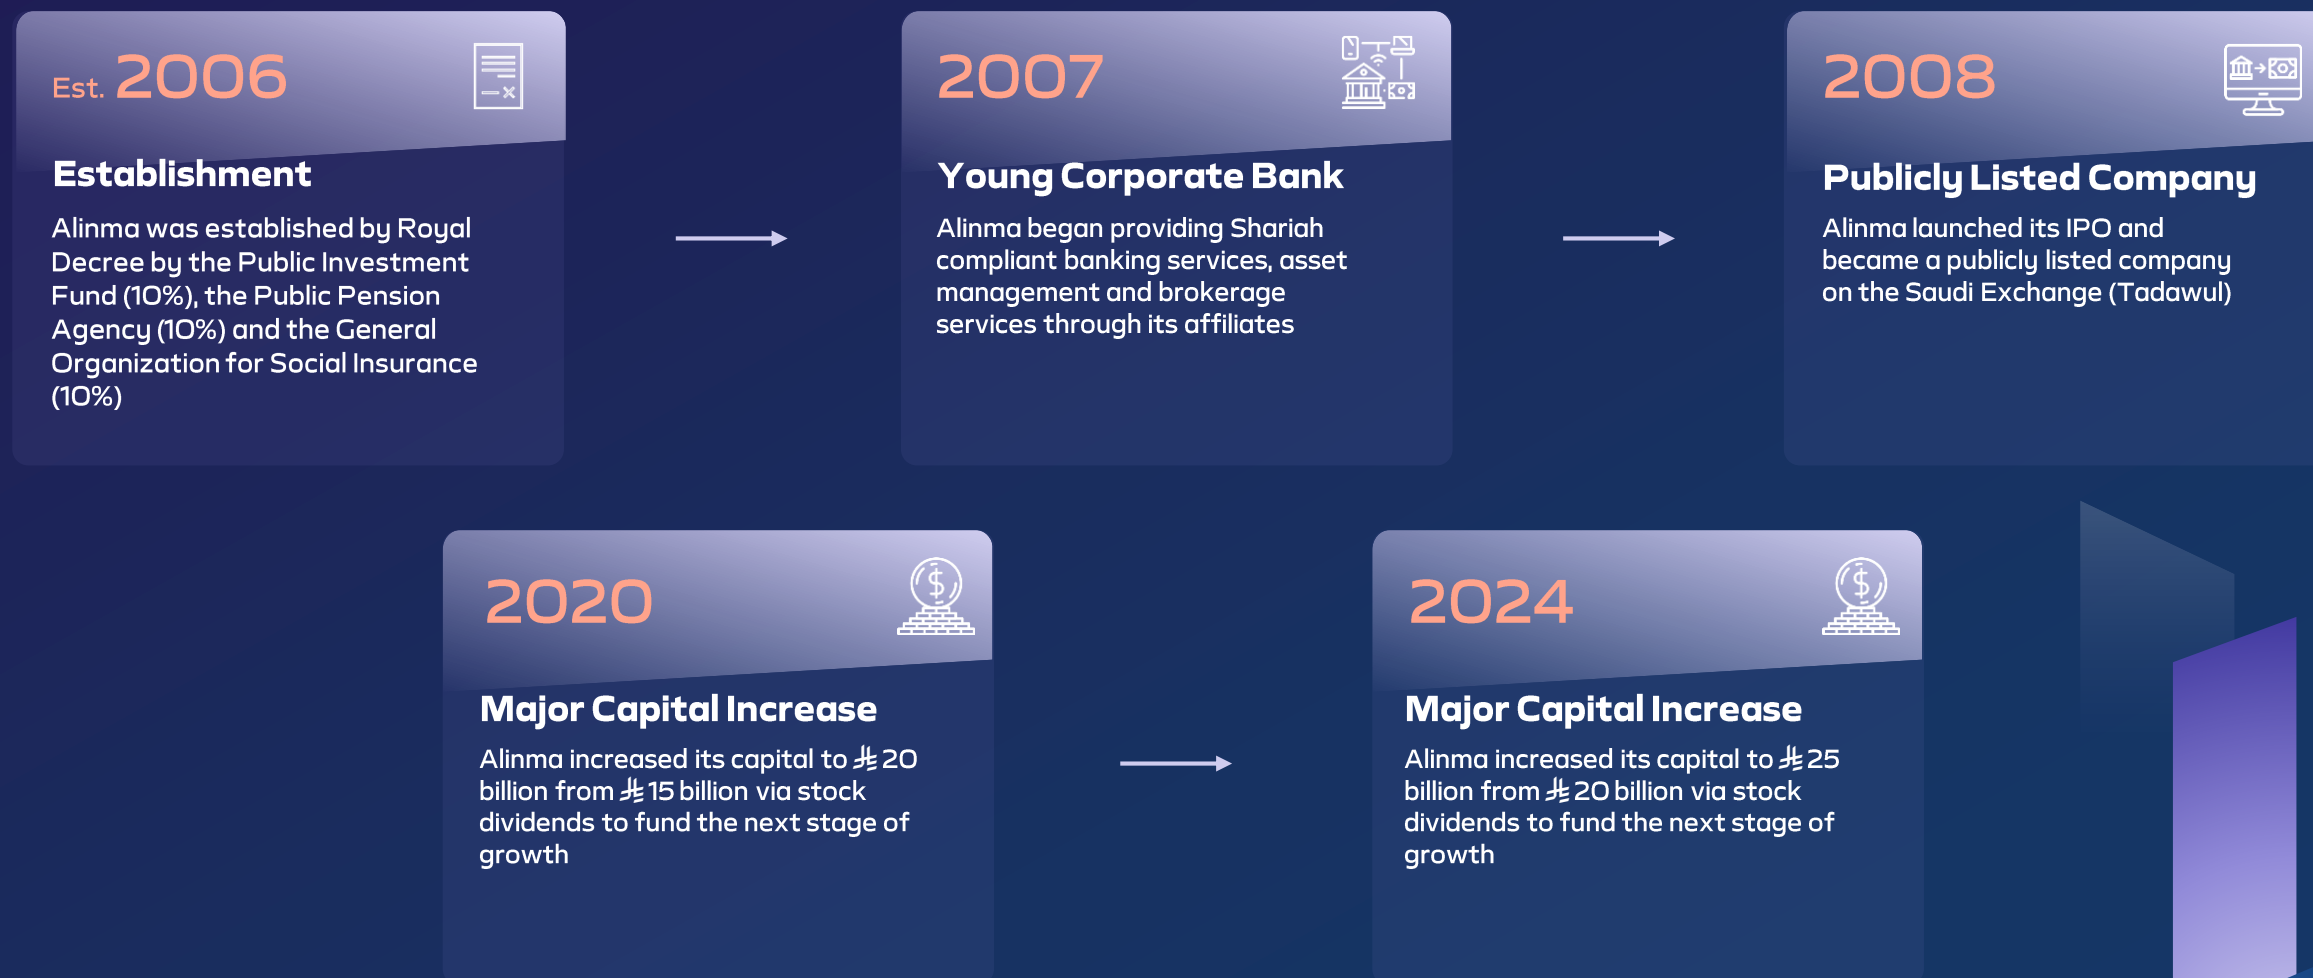 Est. 2006
Establishment
Alinma was established by Royal
Decree by the Public Investment
Fund (10%), the Public Pension
Agency (10%) and the General
Organization for Social Insurance
(10%)
2007
Young Corporate Bank
Alinma began providing Shariah
compliant banking services, asset
management and brokerage
services through its affiliates
2008
Publicly Listed Company
Alinma launched its IPO and
became a publicly listed company
on the Saudi Exchange (Tadawul)
2020
Major Capital Increase
Alinma increased its capital to ⃁ 20
billion from ⃁ 15 billion via stock
dividends to fund the next stage of
growth
2024
Major Capital Increase
Alinma increased its capital to ⃁ 25
billion from ⃁ 20 billion via stock
dividends to fund the next stage of
growth